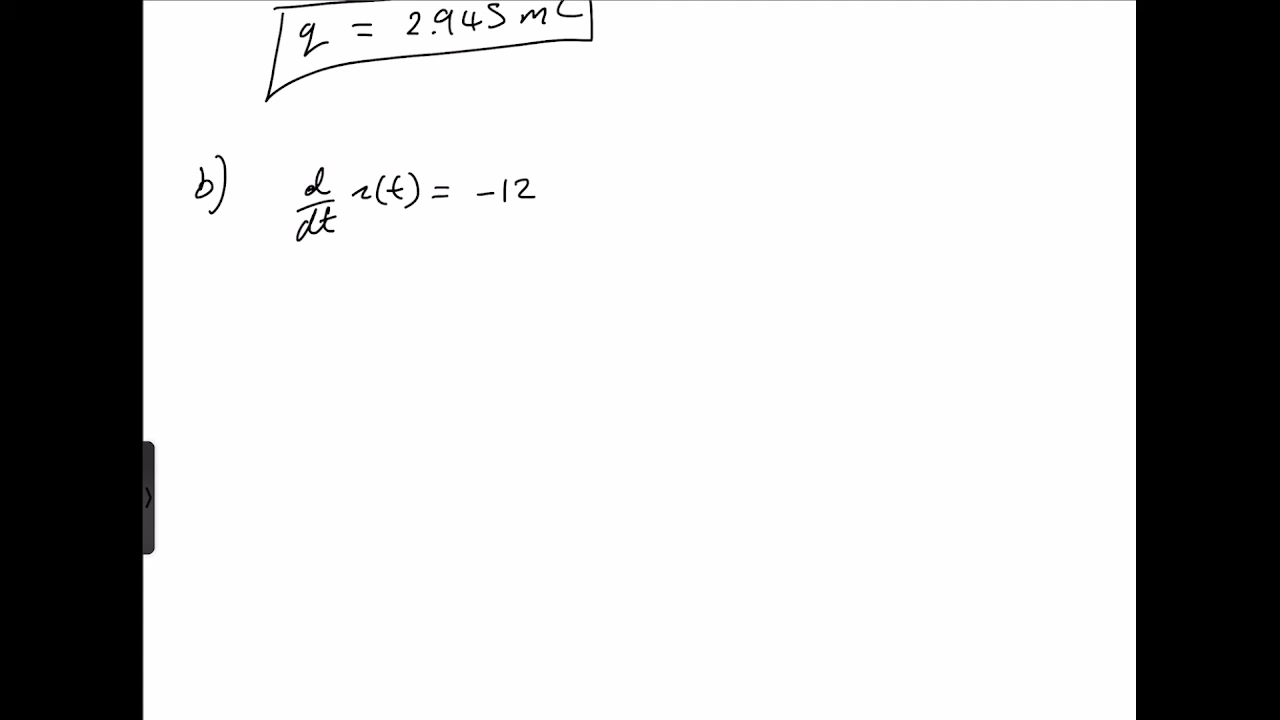 q = 2.945 mC
b) d/dt i(t) = -12